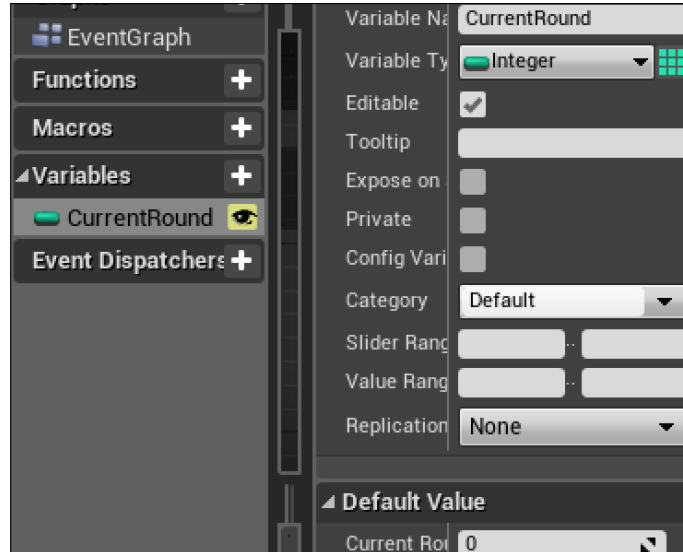 EventGraph
Functions
Macros
Variables
CurrentRound
Event Dispatchers
Variable Na CurrentRound
Variable Ty Integer
Editable
Tooltip
Expose on
Private
Config Vari
Category Default
Slider Rang ..
Value Rang ..
Replication None
Default Value
Current Rou 0